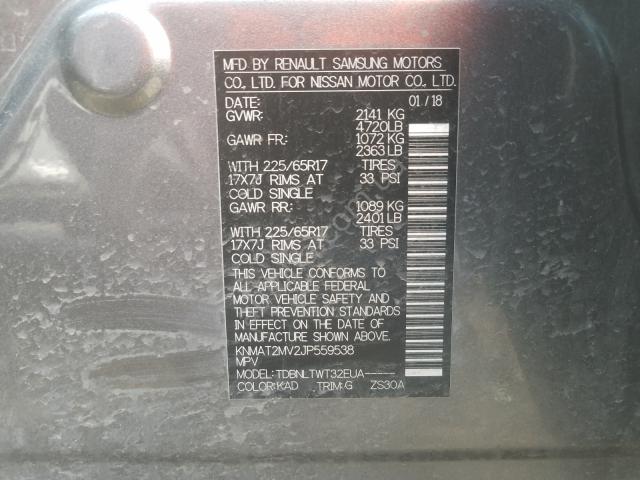 MFD BY RENAULT SAMSUNG MOTORS
CO., LTD. FOR NISSAN MOTOR CO., LTD.
DATE: 01/18
GVWR: 2141 KG
4720LB
GAWR FR: 1072 KG
2363LB
WITH 225/65R17 TIRES
17X7J RIMS AT 33 PSI
COLD SINGLE
GAWR RR: 1089 KG
2401LB
WITH 225/65R17 TIRES
17X7J RIMS AT 33 PSI
COLD SINGLE
THIS VEHICLE CONFORMS TO
ALL APPLICABLE FEDERAL
MOTOR VEHICLE SAFETY AND
THEFT PREVENTION STANDARDS
IN EFFECT ON THE DATE OF
MANUFACTURE SHOWN ABOVE.
KNMAT2MV2JP559538
MPV
MODEL: TDBNLTWT32EUA-----
COLOR:KAD TRIM:G ZS30A